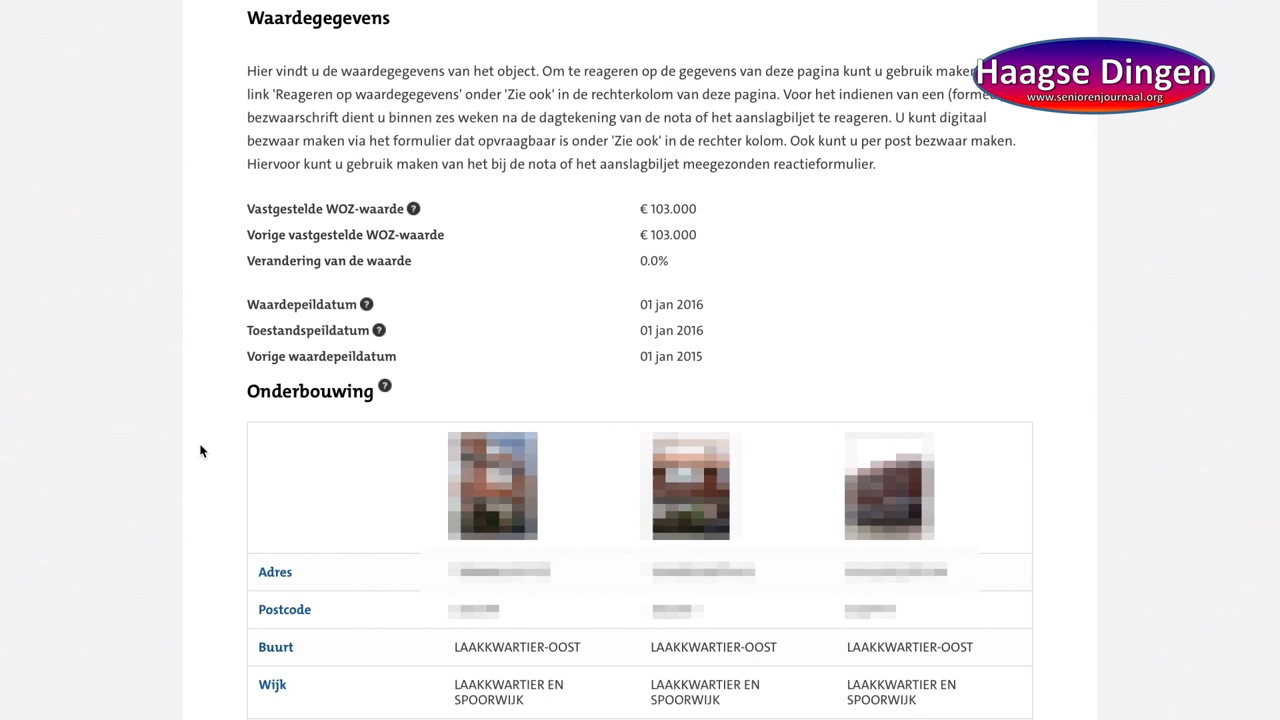 Waardegegevens
Haagse Dingen
www.seniorenjournaal.org
Hier vindt u de waardegegevens van het object. Om te reageren op de gegevens van deze pagina kunt u gebruik
link 'Reageren op waardegegevens' onder 'Zie ook' in de rechterkolom van deze pagina. Voor het indienen van een
bezwaarschrift dient u binnen zes weken na de dagtekening van de nota of het aanslagbiljet te reageren. U kunt digitaal
bezwaar maken via het formulier dat opvraagbaar is onder 'Zie ook' in de rechter kolom. Ook kunt u per post bezwaar maken.
Hiervoor kunt u gebruik maken van het bij de nota of het aanslagbiljet meegezonden reactieformulier.
Vastgestelde WOZ-waarde ? € 103.000
Vorige vastgestelde WOZ-waarde € 103.000
Verandering van de waarde 0.0%
Waardepeildatum ? 01 jan 2016
Toestandspeildatum ? 01 jan 2016
Vorige waardepeildatum 01 jan 2015
Onderbouwing ?
Adres
Postcode
Buurt LAAKKWARTIER-OOST LAAKKWARTIER-OOST LAAKKWARTIER-OOST
Wijk LAAKKWARTIER EN LAAKKWARTIER EN LAAKKWARTIER EN
SPOORWIJK SPOORWIJK SPOORWIJK